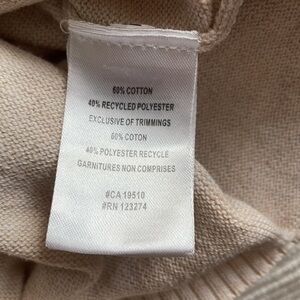 60% COTTON
40% RECYCLED POLYESTER
EXCLUSIVE OF TRIMMINGS
60% COTON
40% POLYESTER RECYCLE
GARNITURES NON COMPRISES
#CA 19510
#RN 123274